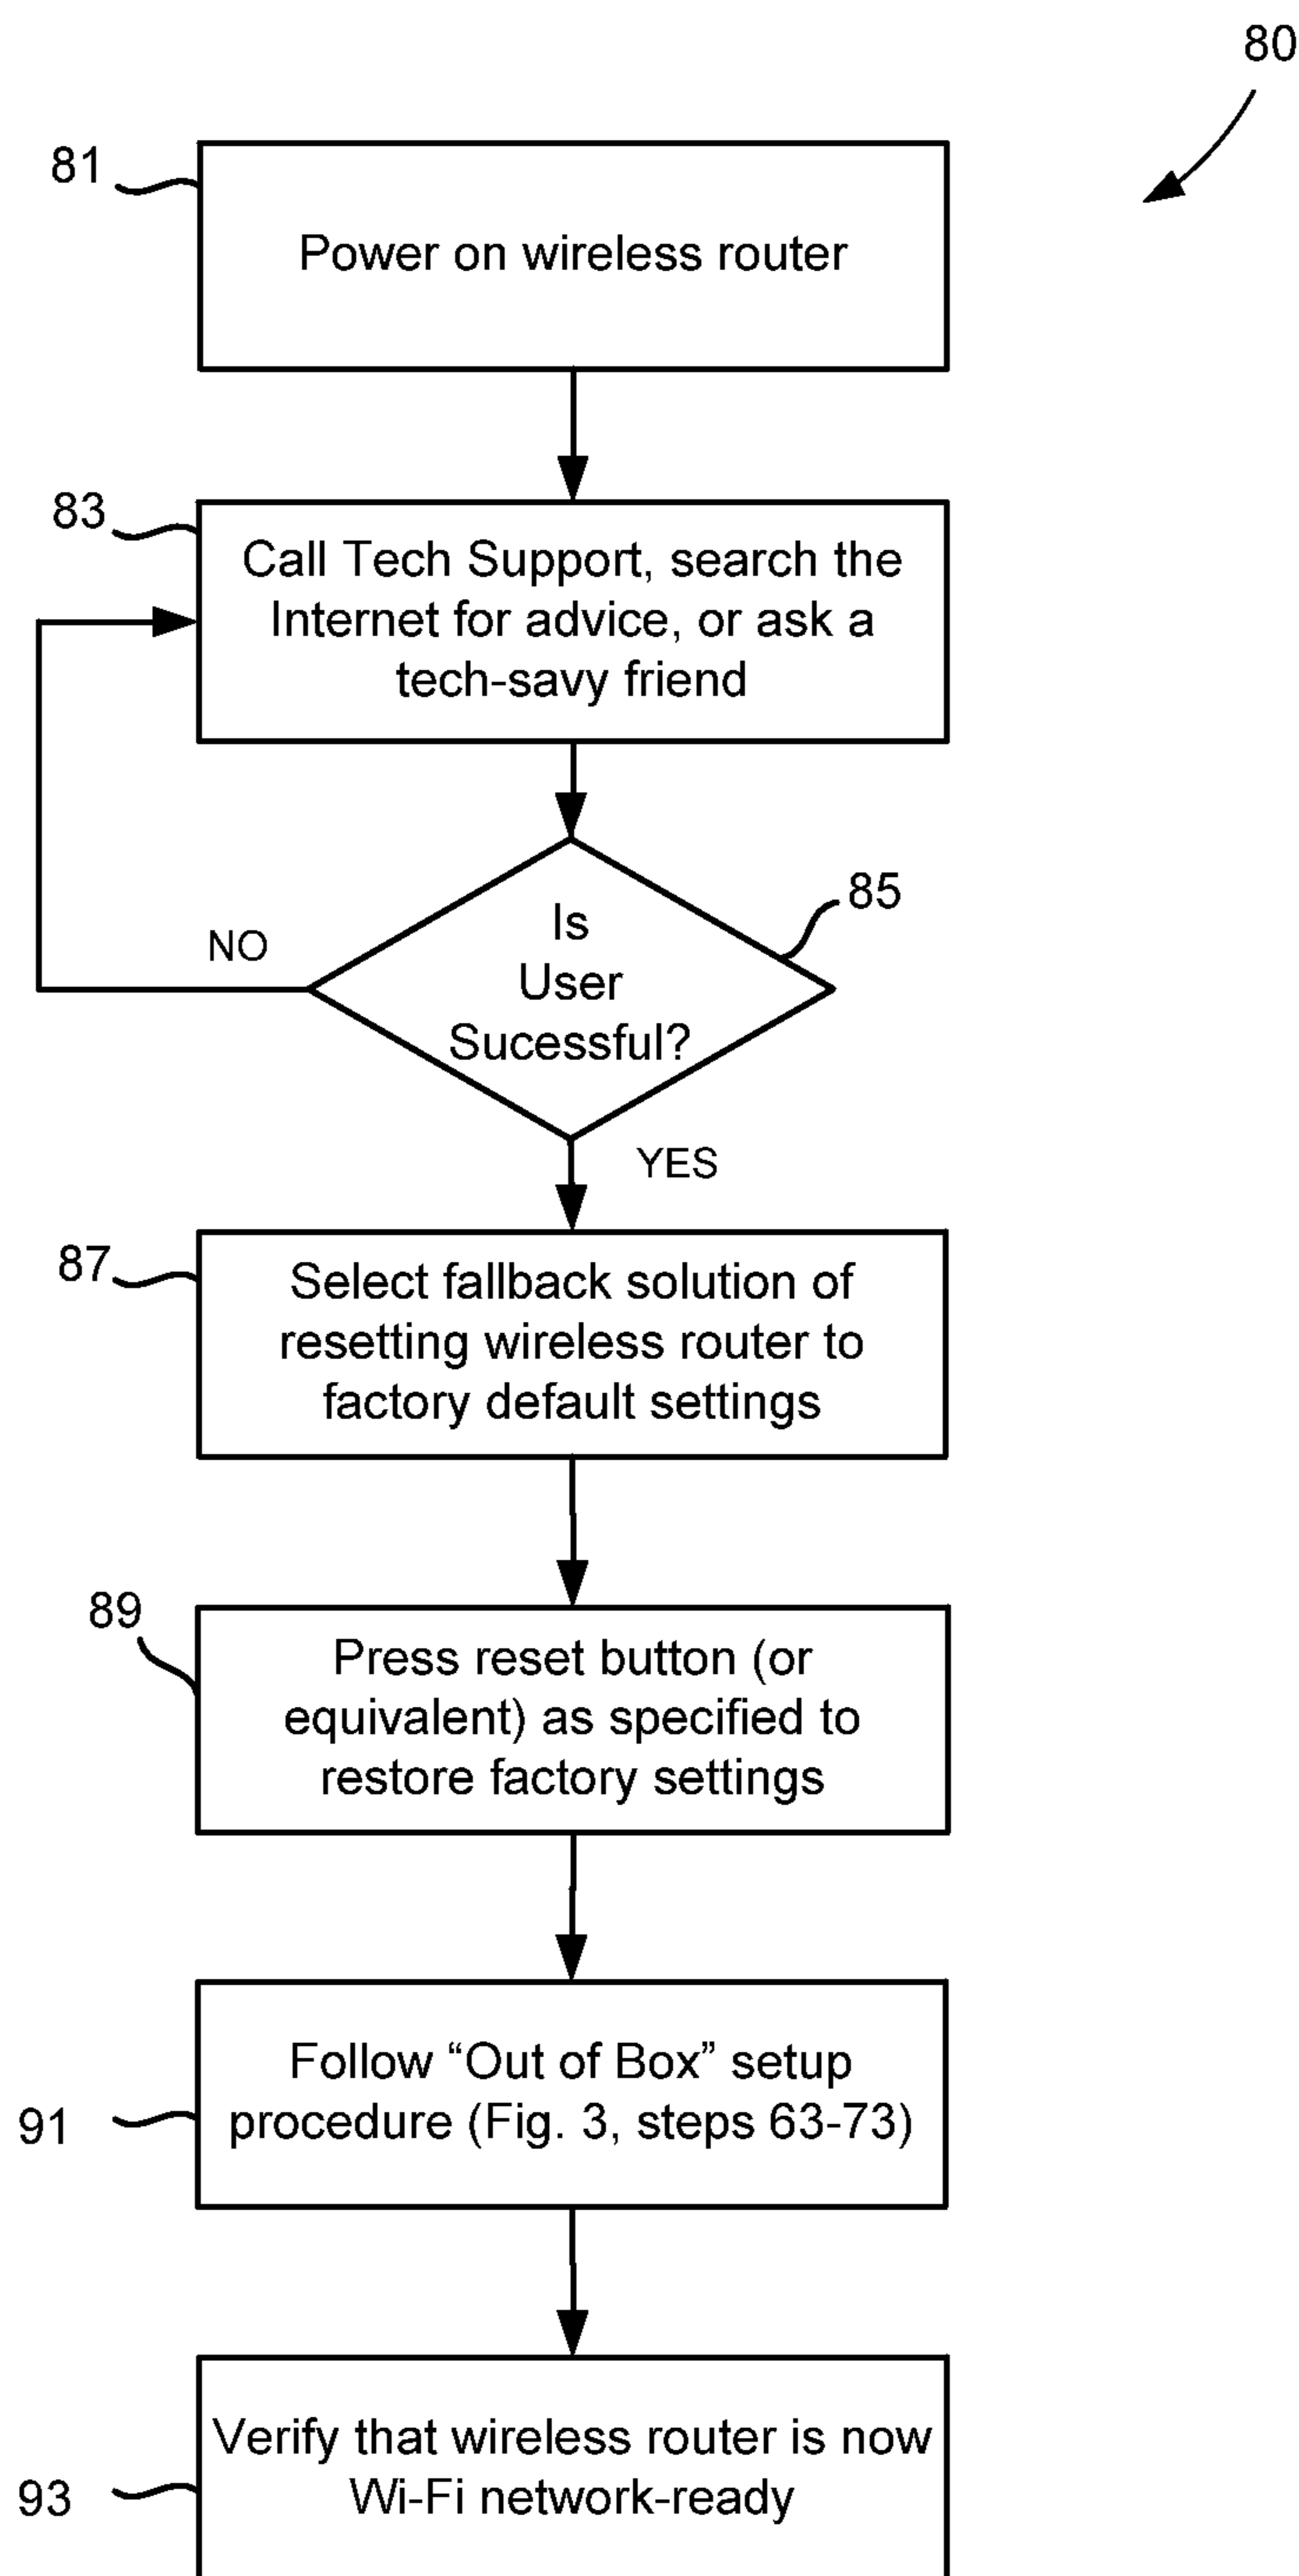 80
81
Power on wireless router
83
Call Tech Support, search the
Internet for advice, or ask a
tech-savy friend
85
Is
User
Sucessful?
NO
YES
87
Select fallback solution of
resetting wireless router to
factory default settings
89
Press reset button (or
equivalent) as specified to
restore factory settings
91
Follow “Out of Box” setup
procedure (Fig. 3, steps 63-73)
93
Verify that wireless router is now
Wi-Fi network-ready